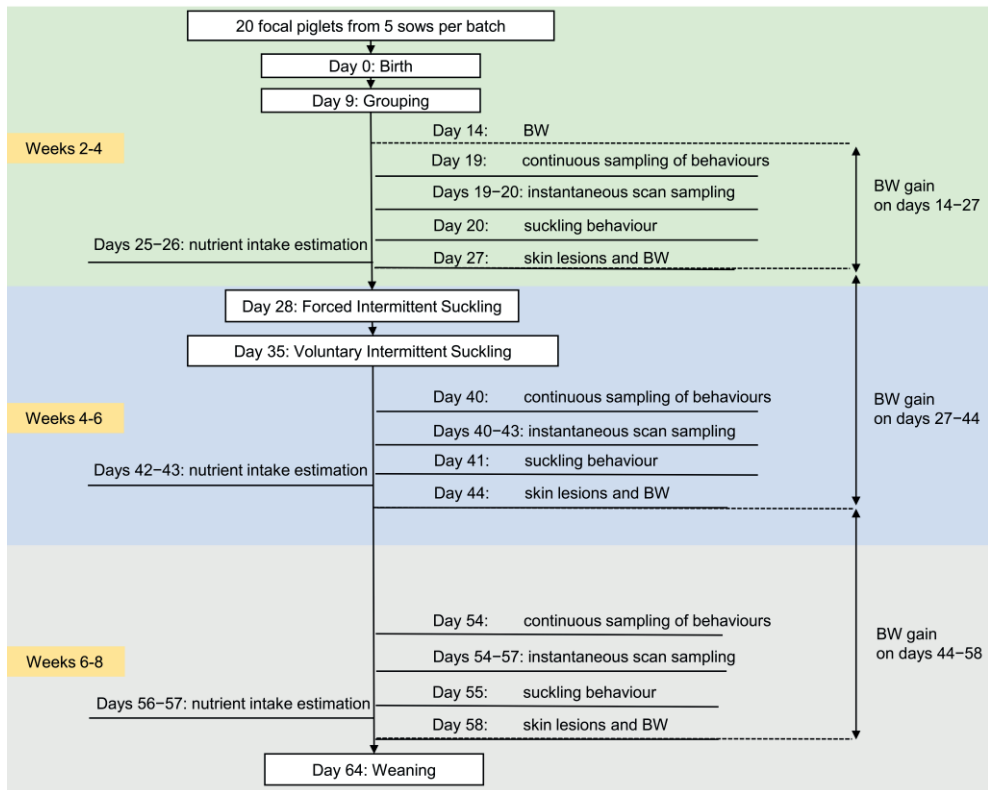 20 focal piglets from 5 sows per batch
Day 0: Birth
Day 9: Grouping
Weeks 2-4
Day 14: BW
Day 19: continuous sampling of behaviours
Days 19−20: instantaneous scan sampling
Day 20: suckling behaviour
Days 25−26: nutrient intake estimation
Day 27: skin lesions and BW
BW gain
on days 14−27
Day 28: Forced Intermittent Suckling
Day 35: Voluntary Intermittent Suckling
Weeks 4-6
Day 40: continuous sampling of behaviours
Days 40−43: instantaneous scan sampling
Day 41: suckling behaviour
Days 42−43: nutrient intake estimation
Day 44: skin lesions and BW
BW gain
on days 27−44
Weeks 6-8
Day 54: continuous sampling of behaviours
Days 54−57: instantaneous scan sampling
Day 55: suckling behaviour
Days 56−57: nutrient intake estimation
Day 58: skin lesions and BW
BW gain
on days 44−58
Day 64: Weaning